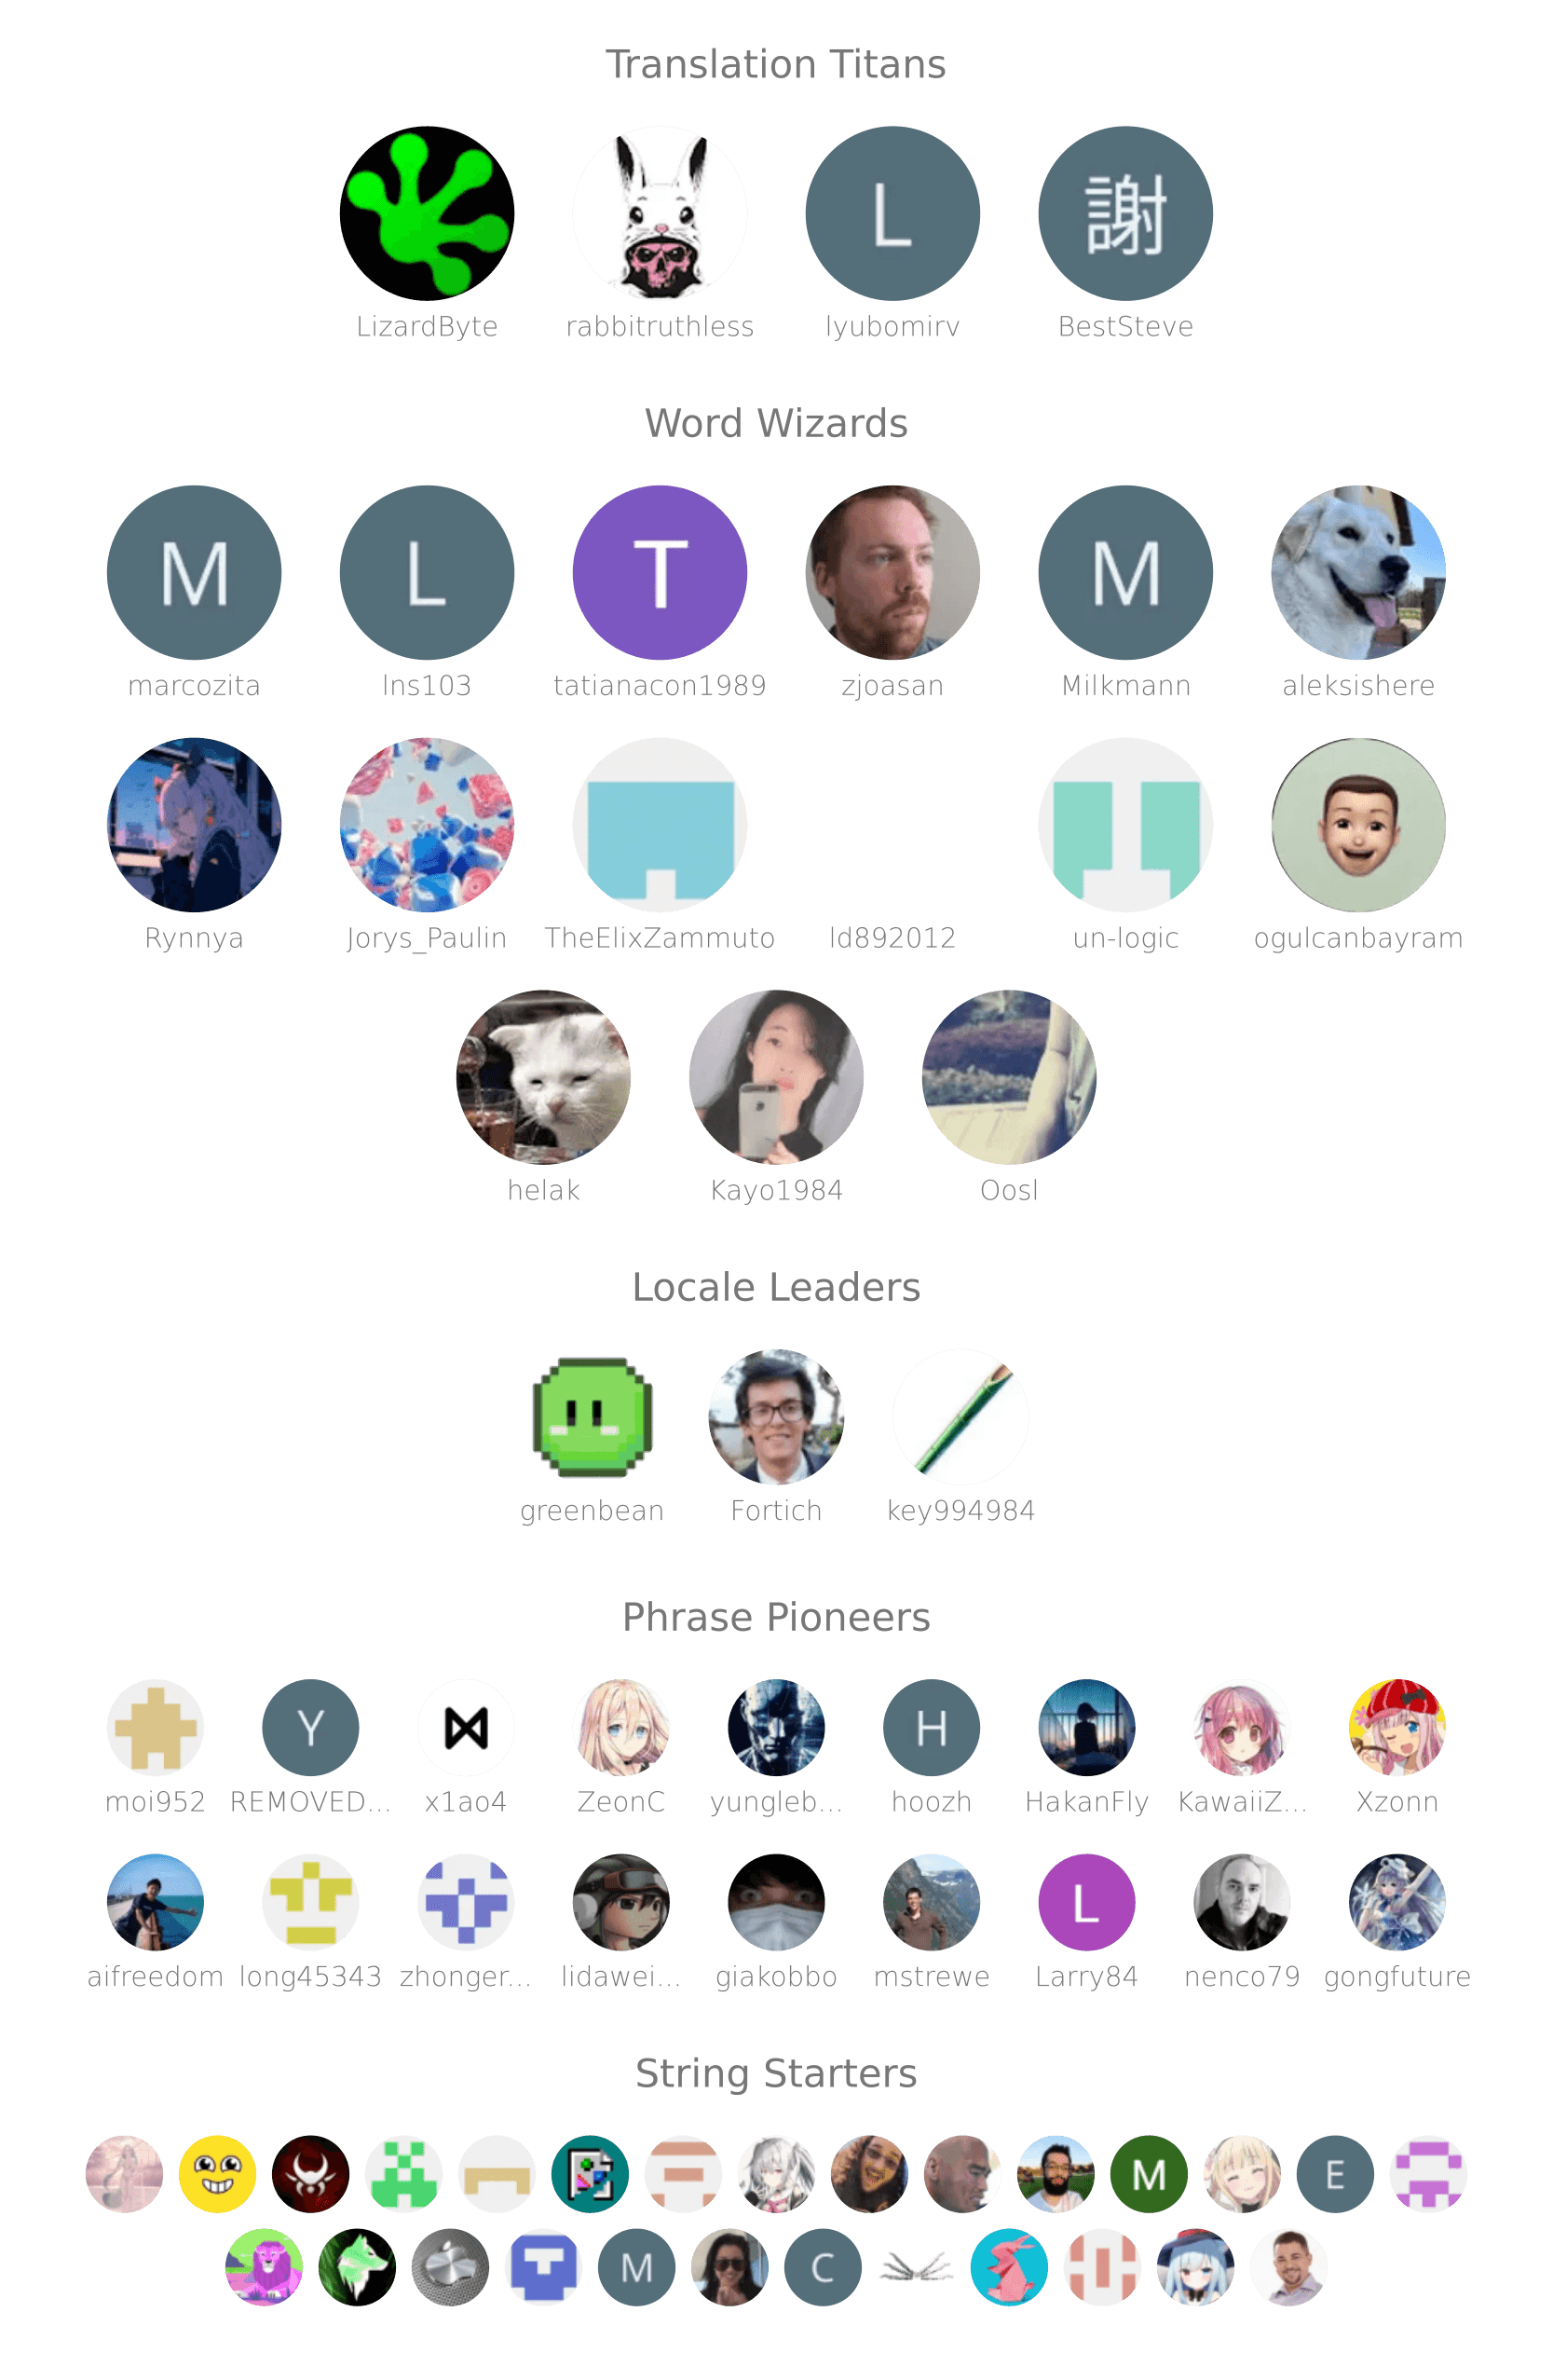 Translation Titans
L 謝
LizardByte rabbitruthless lyubomirv BestSteve
Word Wizards
M L T M
marcozita lns103 tatianacon1989 zjoasan Milkmann aleksishere
Rynnya Jorys_Paulin TheElixZammuto ld892012 un-logic ogulcanbayram
helak Kayo1984 Oosl
Locale Leaders
greenbean Fortich key994984
Phrase Pioneers
Y H
moi952 REMOVED... x1ao4 ZeonC yungleb... hoozh HakanFly KawaiiZ... Xzonn
L
aifreedom long45343 zhonger... lidawei... giakobbo mstrewe Larry84 nenco79 gongfuture
String Starters
M E
M C